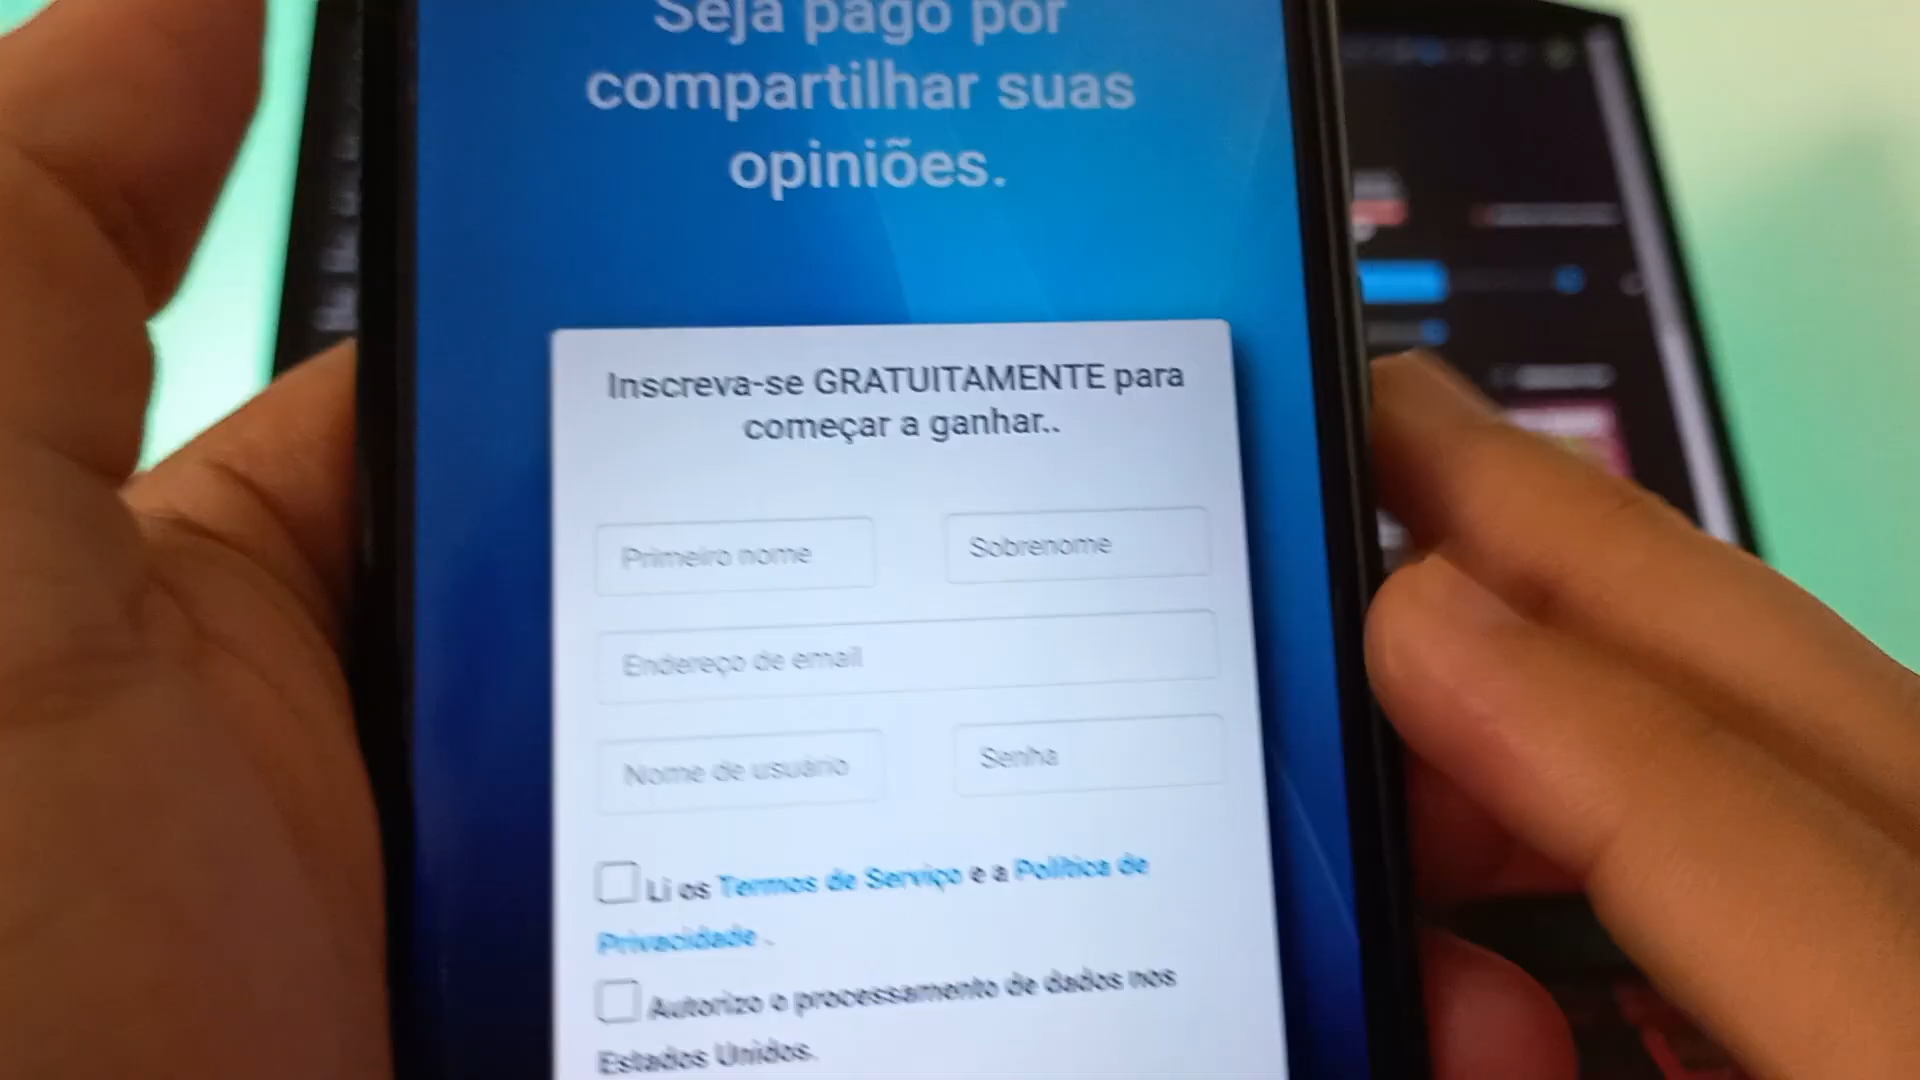 Seja pago por
compartilhar suas
opiniões.
Inscreva-se GRATUITAMENTE para
começar a ganhar..
Primeiro nome
Sobrenome
Endereço de email
Nome de usuário
Senha
Li os Termos de Serviço e a Política de
Privacidade .
Autorizo o processamento de dados nos
Estados Unidos.